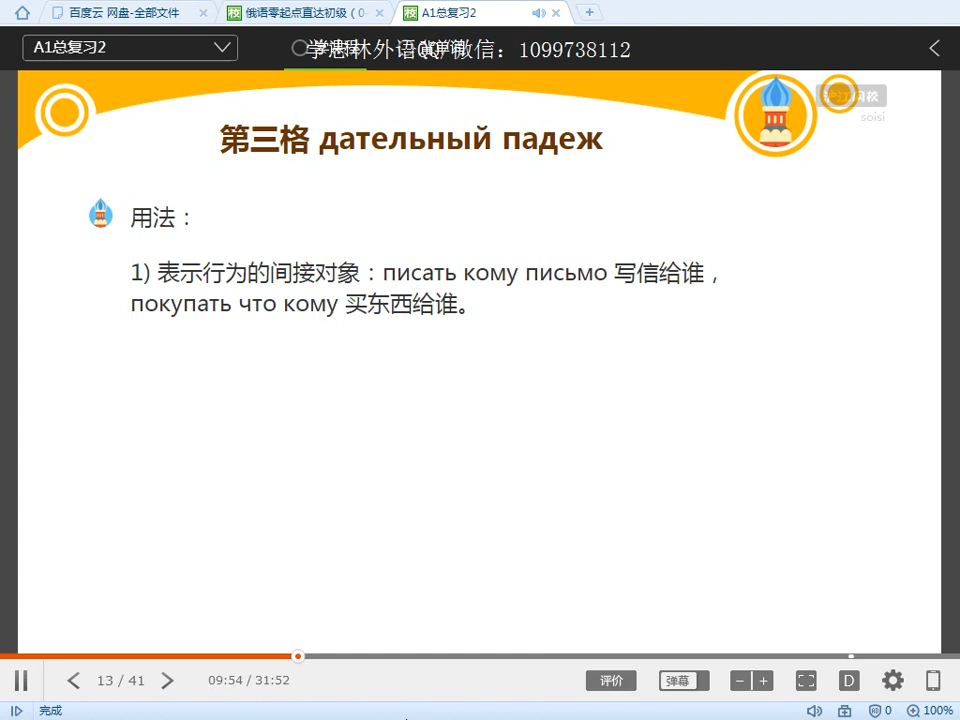 百度云 网盘-全部文件
俄语零起点直达初级（0-
A1总复习2
A1总复习2
学思林外语QQ/微信：1099738112
soisi
第三格 дательный падеж
用法：
1) 表示行为的间接对象：писать кому письмо 写信给谁，
покупать что кому 买东西给谁。
13 / 41
09:54 / 31:52
评价
弹幕
D
完成
0
100%